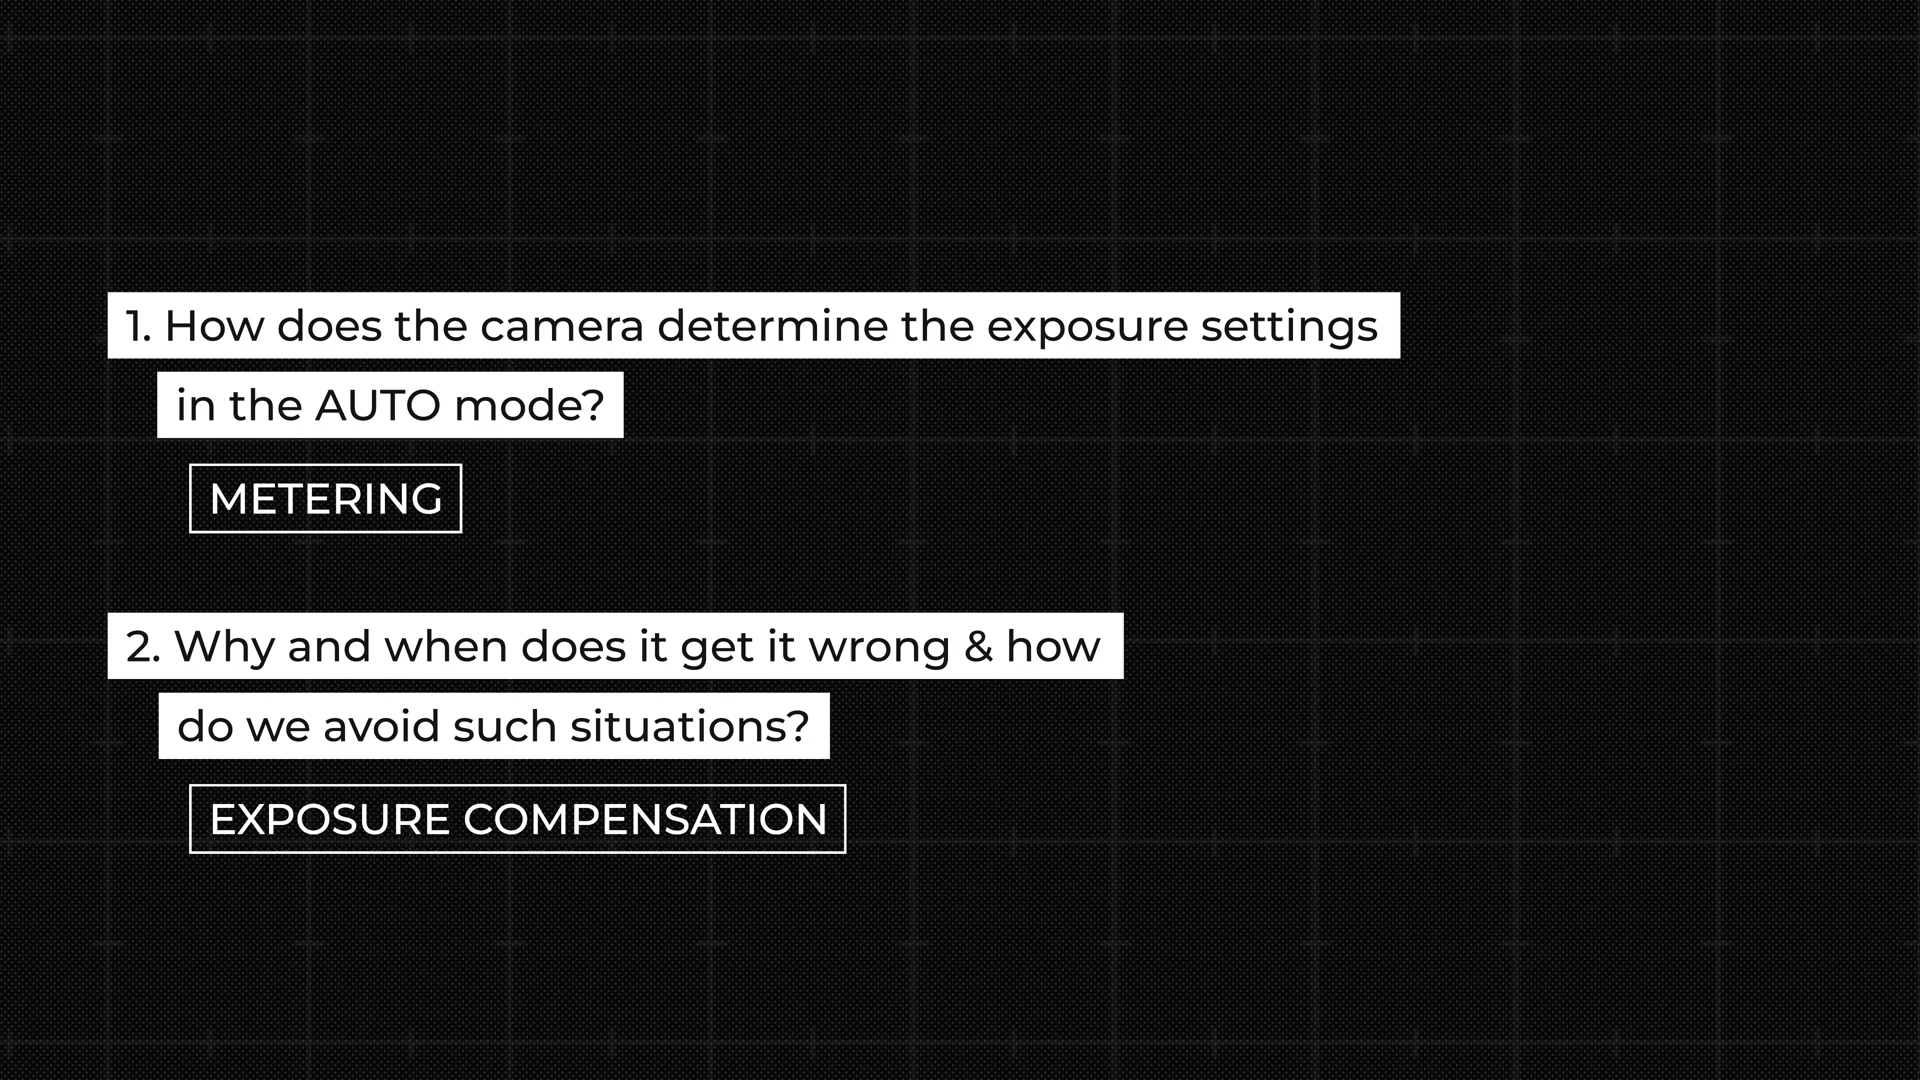 1. How does the camera determine the exposure settings
in the AUTO mode?
METERING
2. Why and when does it get it wrong & how
do we avoid such situations?
EXPOSURE COMPENSATION